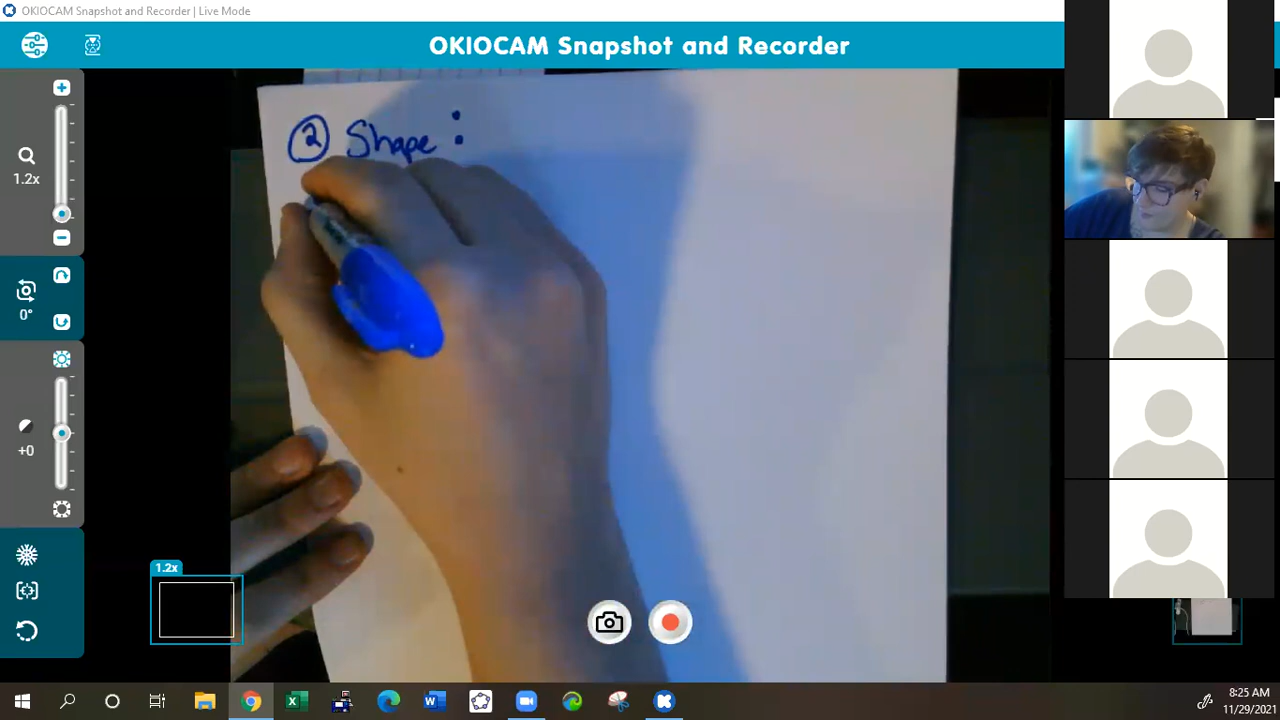 OKIOCAM Snapshot and Recorder | Live Mode
OKIOCAM Snapshot and Recorder
② Shape :
1.2x
0°
+0
1.2x
8:25 AM
11/29/2021